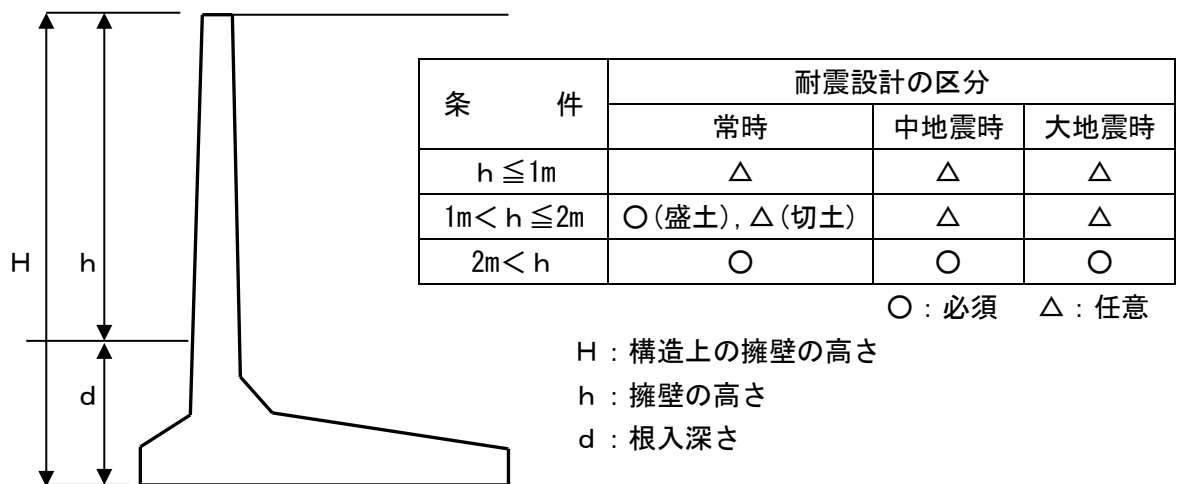 条　　　件
耐震設計の区分
常時 中地震時 大地震時
ｈ≦1m △ △ △
1m＜ｈ≦2m ○(盛土),△(切土) △ △
2m＜ｈ ○ ○ ○
○：必須　△：任意
Ｈ
ｈ
ｄ
Ｈ：構造上の擁壁の高さ
ｈ：擁壁の高さ
ｄ：根入深さ